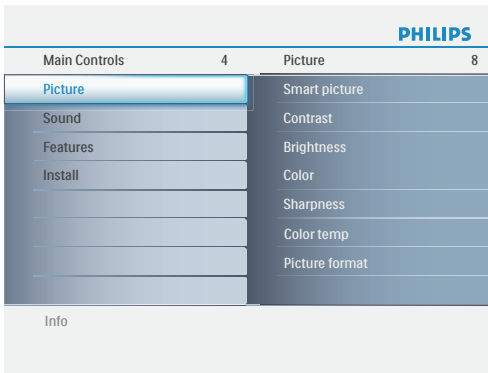 PHILIPS
Main Controls 4 Picture 8
Picture Smart picture
Sound Contrast
Features Brightness
Install Color
Sharpness
Color temp
Picture format
Info